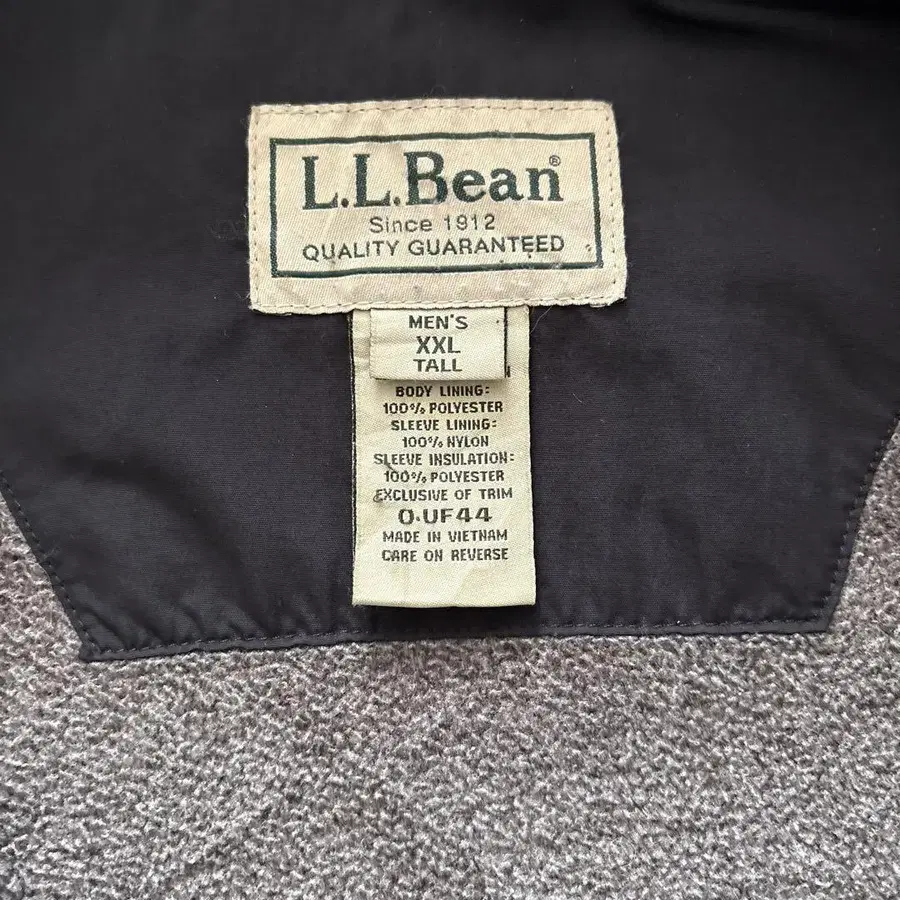 L.L.Bean®
Since 1912
QUALITY GUARANTEED
MEN'S
XXL
TALL
BODY LINING:
100% POLYESTER
SLEEVE LINING:
100% NYLON
SLEEVE INSULATION:
100% POLYESTER
EXCLUSIVE OF TRIM
0-UF44
MADE IN VIETNAM
CARE ON REVERSE